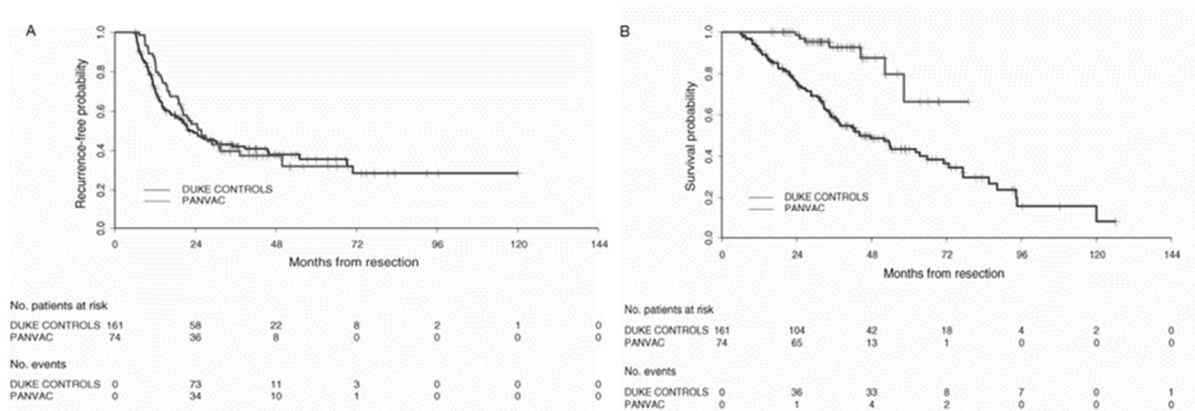 A
Recurrence-free probability
1.0
0.8
0.6
0.4
0.2
0.0
DUKE CONTROLS
PANVAC
0 24 48 72 96 120 144
Months from resection
No. patients at risk
DUKE CONTROLS 161 58 22 8 2 1 0
PANVAC 74 36 8 0 0 0 0
No. events
DUKE CONTROLS 0 73 11 3 0 0 0
PANVAC 0 34 10 1 0 0 0
B
Survival probability
1.0
0.8
0.6
0.4
0.2
0.0
DUKE CONTROLS
PANVAC
0 24 48 72 96 120 144
Months from resection
No. patients at risk
DUKE CONTROLS 161 104 42 18 4 2 0
PANVAC 74 65 13 1 0 0 0
No. events
DUKE CONTROLS 0 36 33 8 7 0 1
PANVAC 0 1 4 2 0 0 0